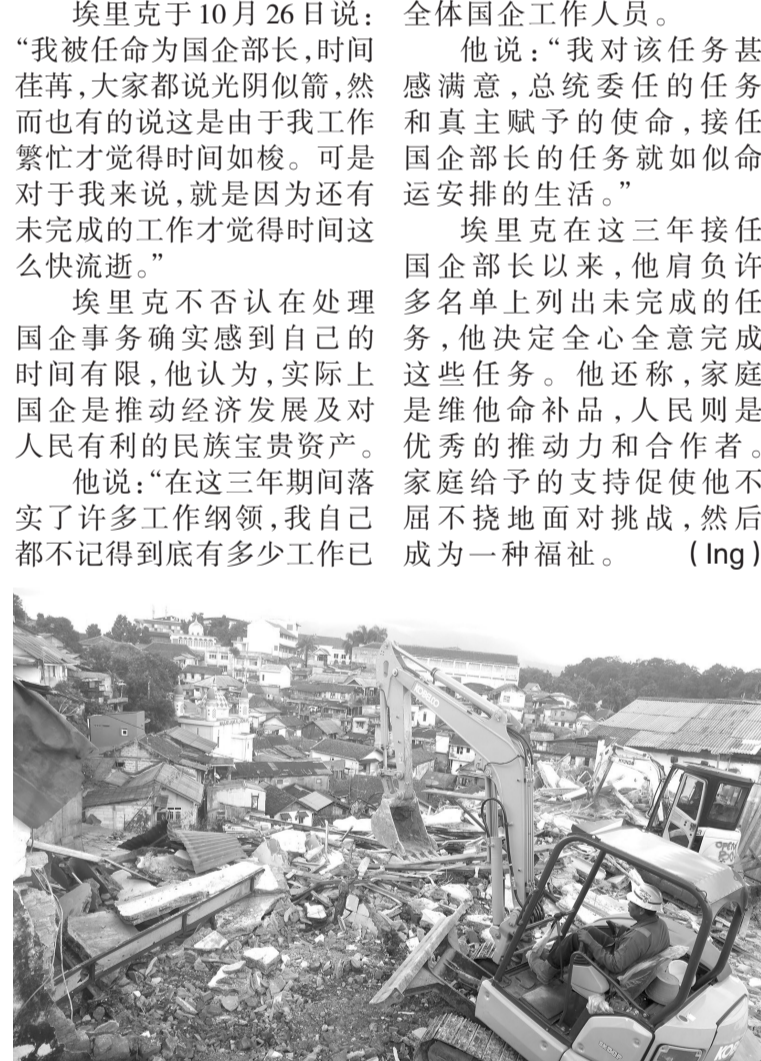 埃里克于10月26日说：
“我被任命为国企部长，时间
荏苒，大家都说光阴似箭，然
而也有的说这是由于我工作
繁忙才觉得时间如梭。可是
对于我来说，就是因为还有
未完成的工作才觉得时间这
么快流逝。”
埃里克不否认在处理
国企事务确实感到自己的
时间有限，他认为，实际上
国企是推动经济发展及对
人民有利的民族宝贵资产。
他说：“在这三年期间落
实了许多工作纲领，我自己
都不记得到底有多少工作已
全体国企工作人员。
他说：“我对该任务甚
感满意，总统委任的任务
和真主赋予的使命，接任
国企部长的任务就如似命
运安排的生活。”
埃里克在这三年接任
国企部长以来，他肩负许
多名单上列出未完成的任
务，他决定全心全意完成
这些任务。他还称，家庭
是维他命补品，人民则是
优秀的推动力和合作者。
家庭给予的支持促使他不
屈不挠地面对挑战，然后
成为一种福祉。 （Ing）